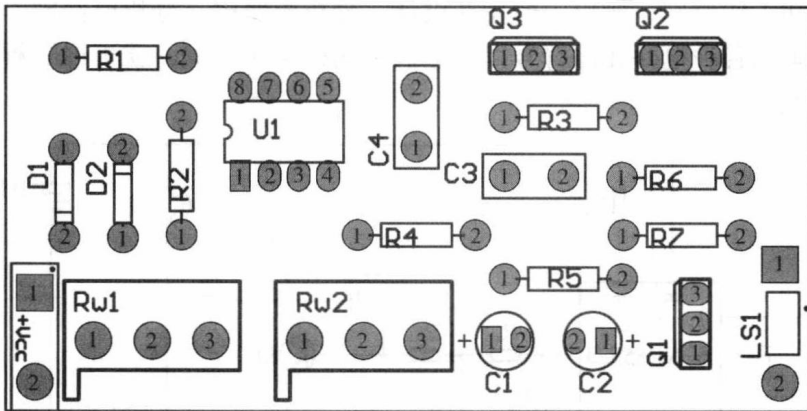 Q3
Q2
1 2 3
1 2 3
1 R1 2
8 7 6 5
U1
1 2 3 4
2
C4
1
1 R3 2
2
R2
1
1
D1
2
2
D2
1
C3
1 2
1 R6 2
1 R4 2
1 R7 2
1 R5 2
1
+Vcc
2
Rw1
1 2 3
Rw2
1 2 3
+ 1 2
C1
2 1 +
C2
3
2
1
Q1
1
LS1
2